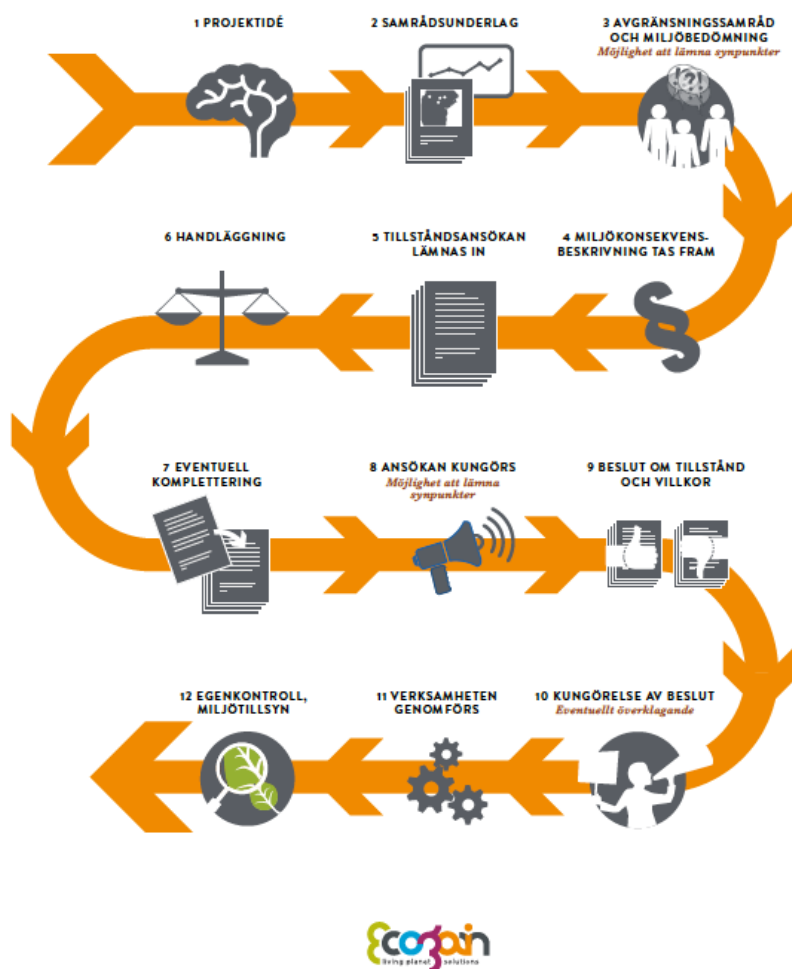 1 PROJEKTIDÉ
2 SAMRÅDSUNDERLAG
3 AVGRÄNSNINGSSAMRÅD
OCH MILJÖBEDÖMNING
Möjlighet att lämna synpunkter
6 HANDLÄGGNING
5 TILLSTÅNDSANSÖKAN
LÄMNAS IN
4 MILJÖKONSEKVENS-
BESKRIVNING TAS FRAM
§
7 EVENTUELL
KOMPLETTERING
8 ANSÖKAN KUNGÖRS
Möjlighet att lämna
synpunkter
9 BESLUT OM TILLSTÅND
OCH VILLKOR
12 EGENKONTROLL,
MILJÖTILLSYN
11 VERKSAMHETEN
GENOMFÖRS
10 KUNGÖRELSE AV BESLUT
Eventuellt överklagande
Ecogain
living planet solutions